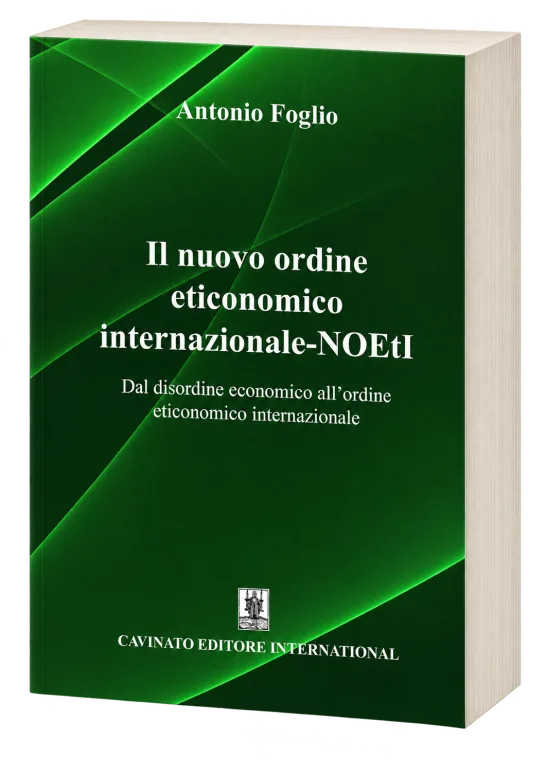 Antonio Foglio
Il nuovo ordine
eticonomico
internazionale-NOEtI
Dal disordine economico all’ordine
eticonomico internazionale
CAVINATO EDITORE INTERNATIONAL